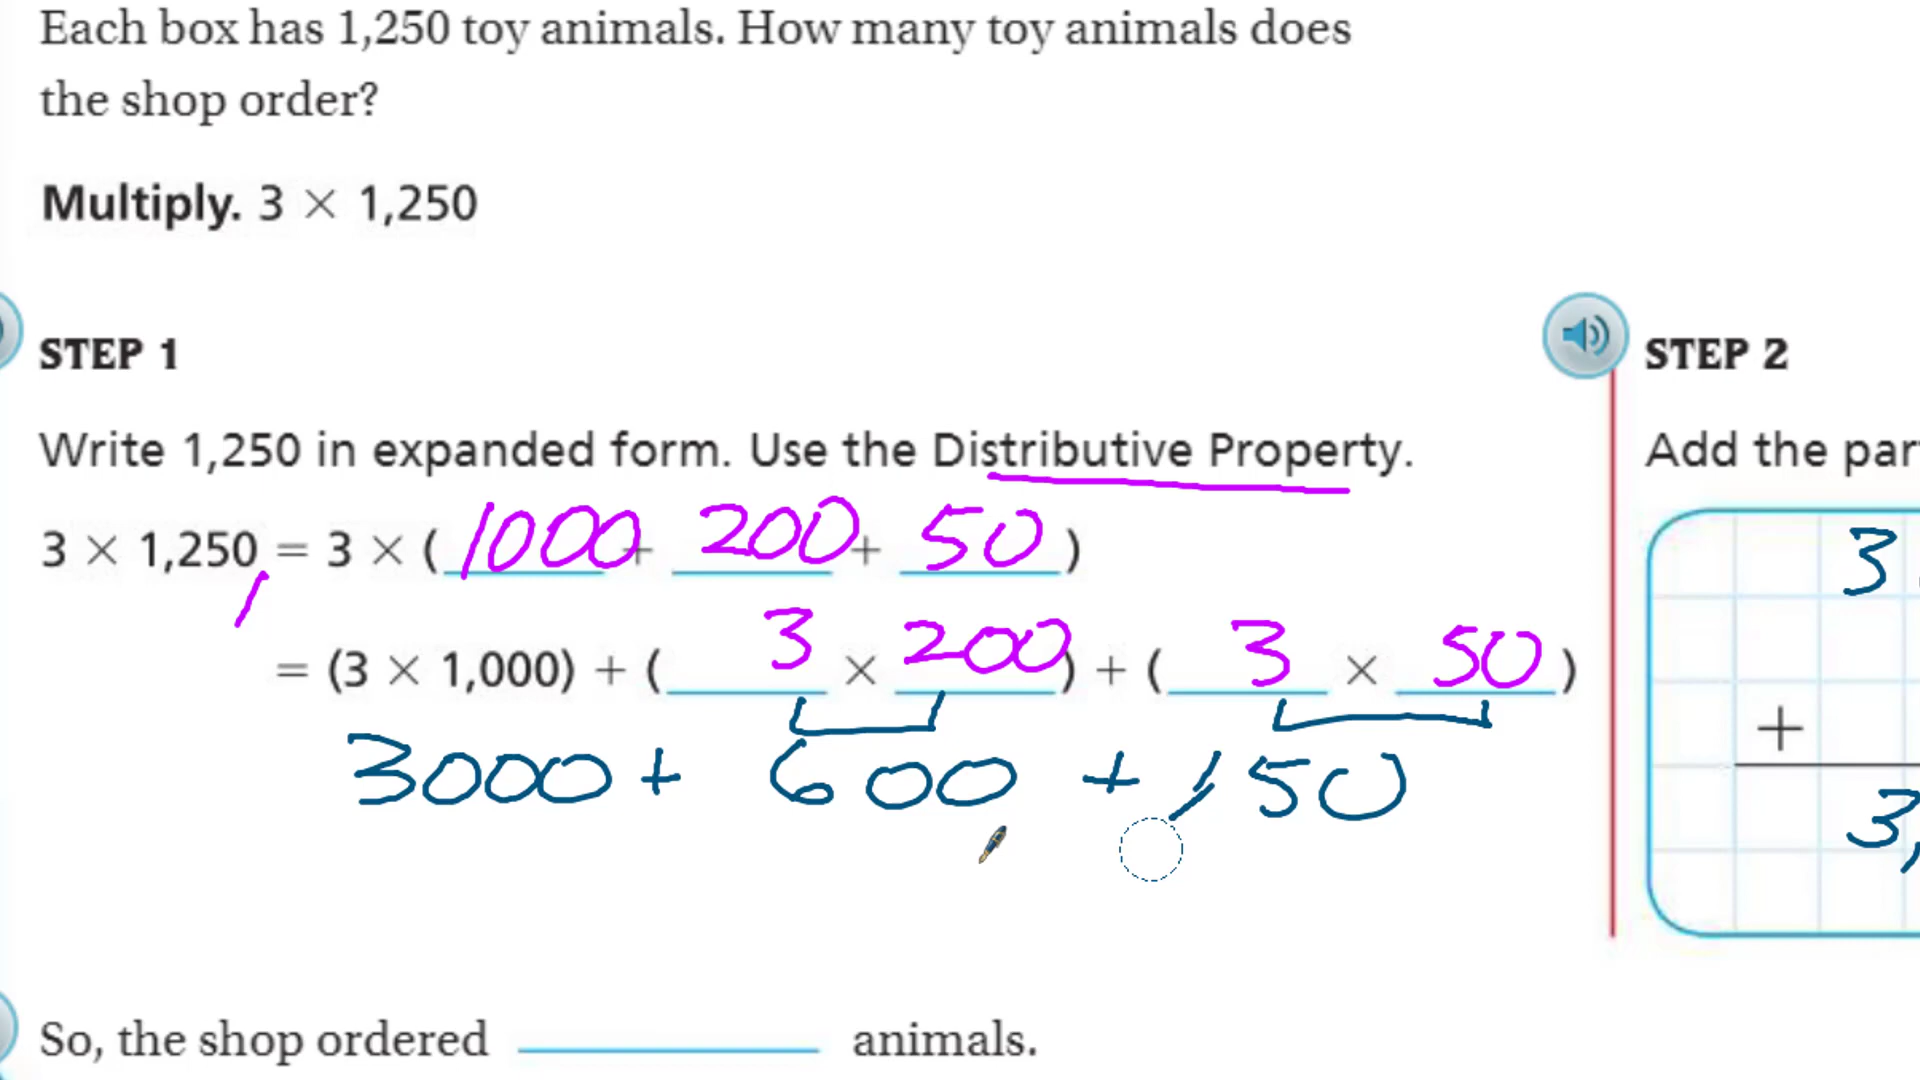 Each box has 1,250 toy animals. How many toy animals does
the shop order?
Multiply. 3 × 1,250
STEP 1
Write 1,250 in expanded form. Use the Distributive Property.
3 × 1,250 = 3 × ( 1000 + 200 + 50 )
= (3 × 1,000) + ( 3 × 200 ) + ( 3 × 50 )
3000 + 600 + 150
So, the shop ordered ____ animals.
STEP 2
Add the par
3
+
3,